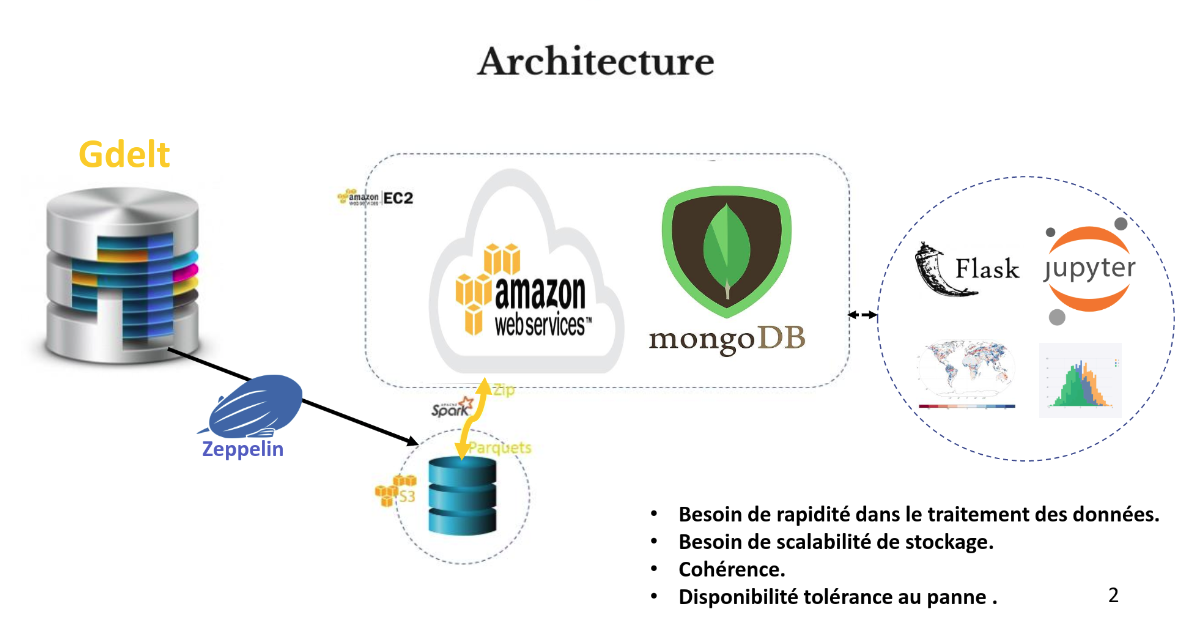 Architecture
Gdelt
amazon
WEB SERVICES
EC2
amazon
web services™
mongoDB
Flask
jupyter
Zip
APACHE
Spark
Zeppelin
Parquets
S3
• Besoin de rapidité dans le traitement des données.
• Besoin de scalabilité de stockage.
• Cohérence.
• Disponibilité tolérance au panne .
2